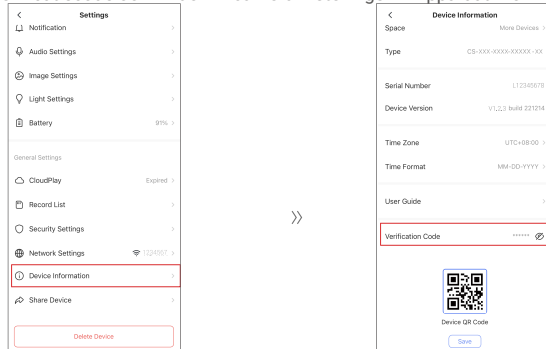 Settings
Notification
Audio Settings
Image Settings
Light Settings
Battery 91%
General Settings
CloudPlay Expired
Record List
Security Settings
Network Settings 1224567
Device Information
Share Device
Delete Device
Device Information
Space More Devices
Type CS-XXX-XXXX-XXXXX-XX
Serial Number L12345678
Device Version V1.2.3 build 221214
Time Zone UTC+08:00
Time Format MM-DD-YYYY
User Guide
Verification Code ******
Device QR Code
Save